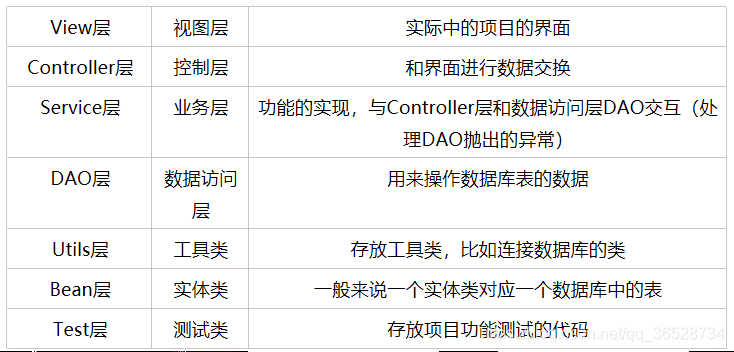 View层 视图层 实际中的项目的界面
Controller层 控制层 和界面进行数据交换
Service层 业务层 功能的实现，与Controller层和数据访问层DAO交互（处
理DAO抛出的异常）
DAO层 数据访问 用来操作数据库表的数据
层
Utils层 工具类 存放工具类，比如连接数据库的类
Bean层 实体类 一般来说一个实体类对应一个数据库中的表
Test层 测试类 存放项目功能测试的代码
net/qq_36528734